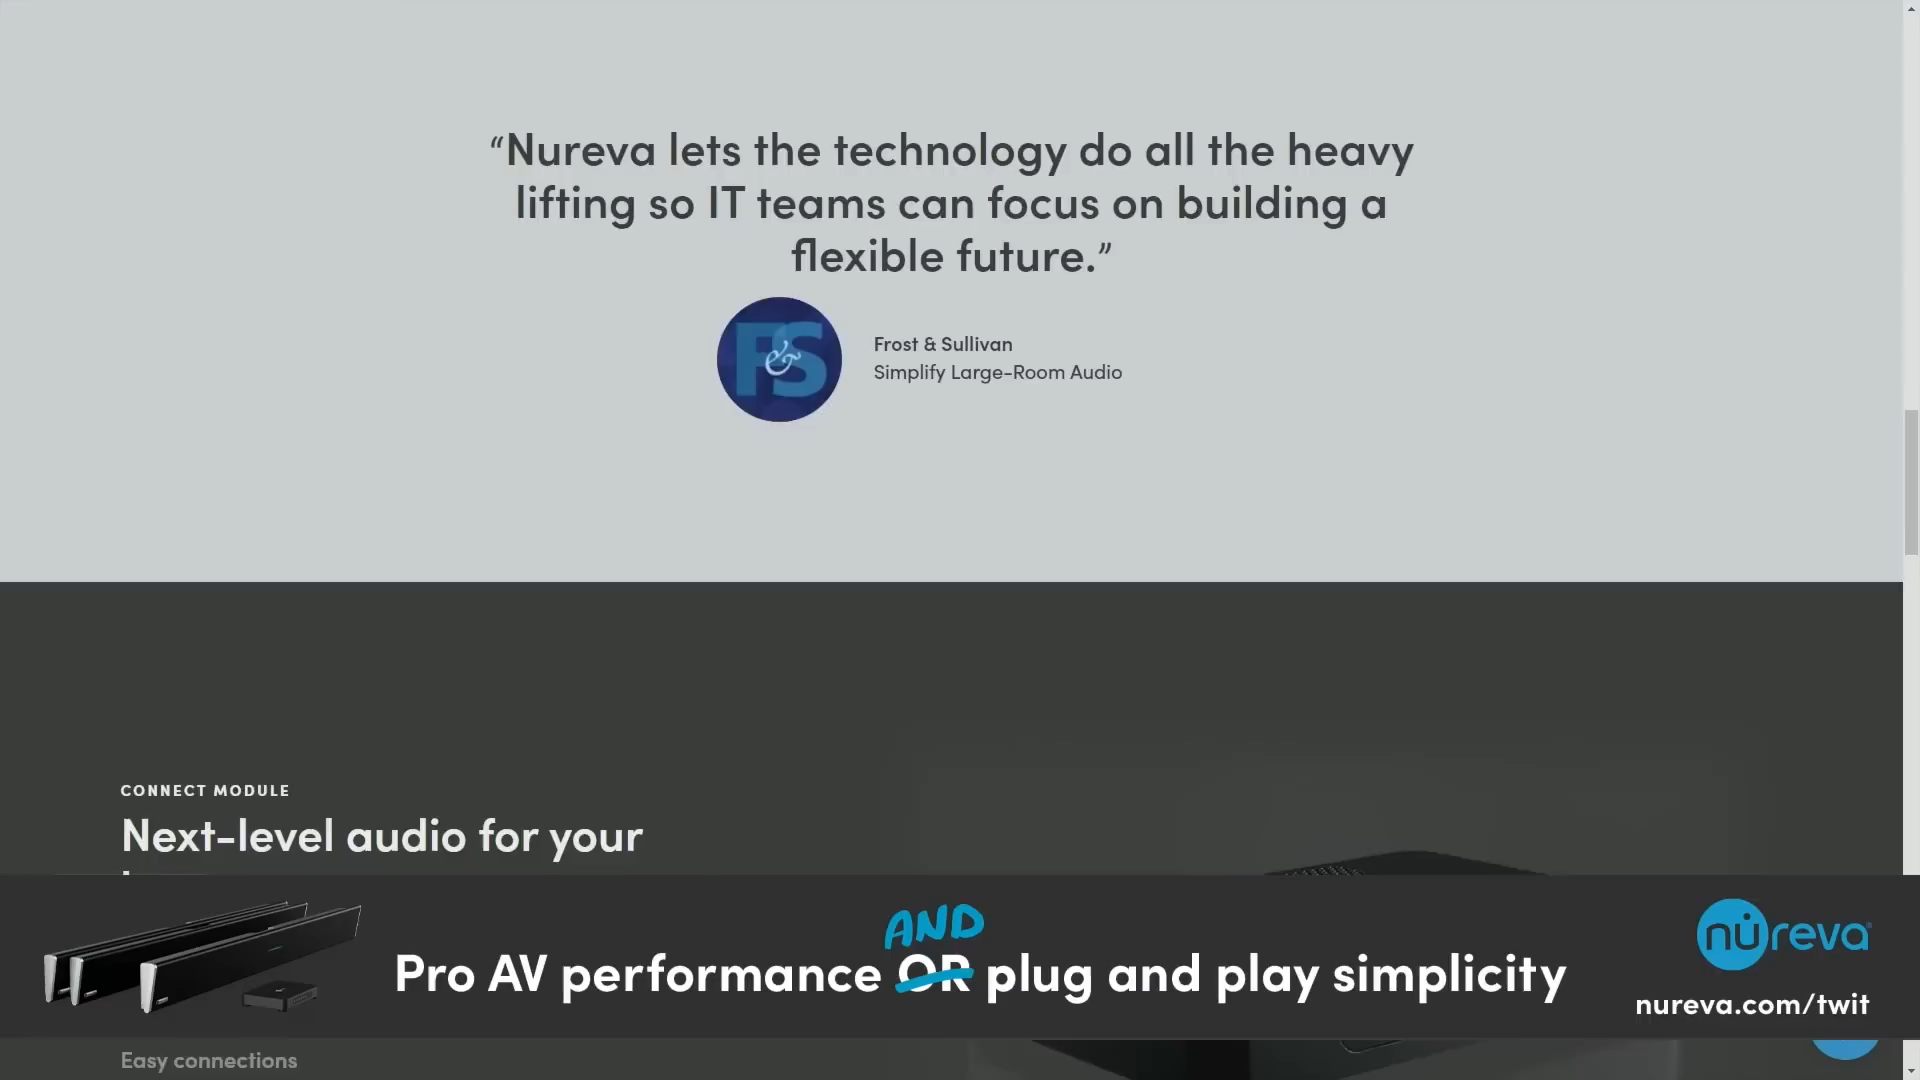 “Nureva lets the technology do all the heavy
lifting so IT teams can focus on building a
flexible future.”
F&S
Frost & Sullivan
Simplify Large-Room Audio
CONNECT MODULE
Next-level audio for your
AND
Pro AV performance OR plug and play simplicity
nureva
nureva.com/twit
Easy connections